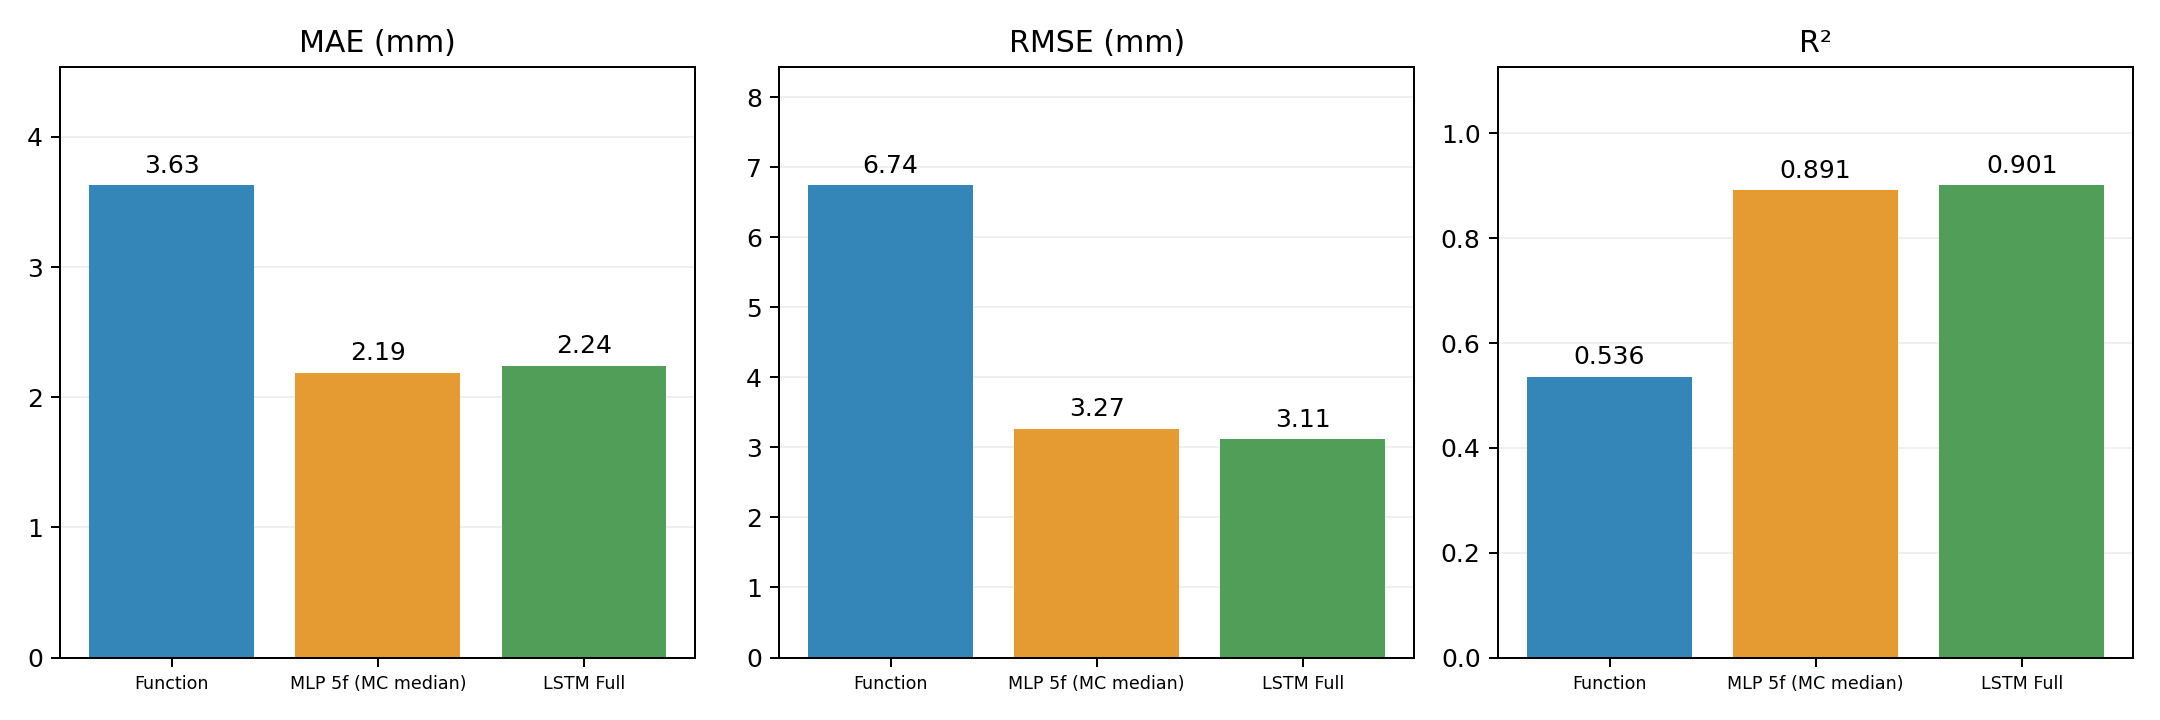 MAE (mm)
4
3
2
1
0
3.63
2.19
2.24
Function
MLP 5f (MC median)
LSTM Full
RMSE (mm)
8
7
6
5
4
3
2
1
0
6.74
3.27
3.11
Function
MLP 5f (MC median)
LSTM Full
R²
1.0
0.8
0.6
0.4
0.2
0.0
0.536
0.891
0.901
Function
MLP 5f (MC median)
LSTM Full